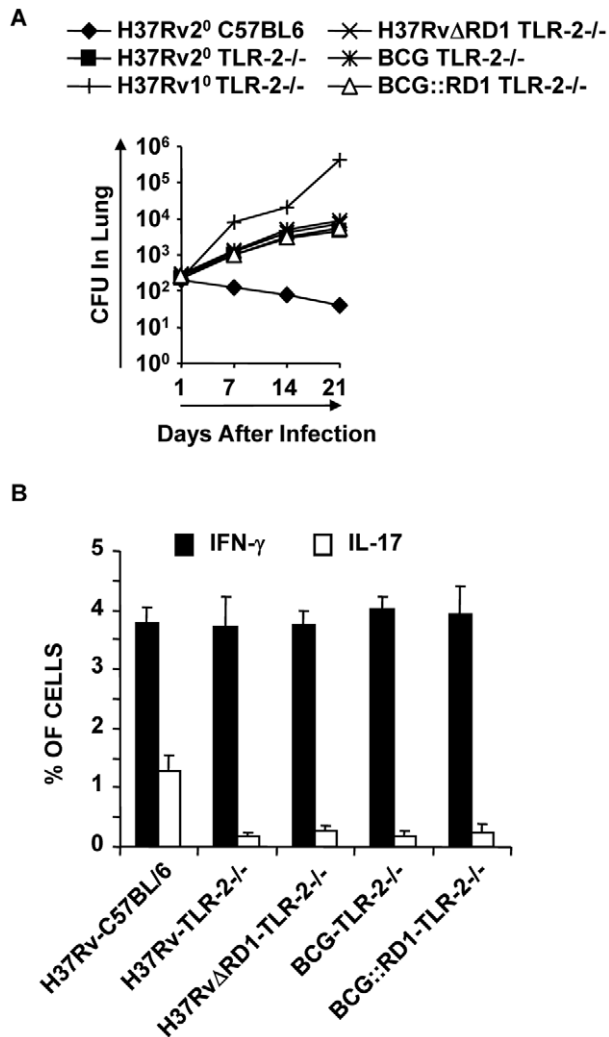 A
H37Rv2⁰ C57BL6
H37RvΔRD1 TLR-2-/-
H37Rv2⁰ TLR-2-/-
BCG TLR-2-/-
H37Rv1⁰ TLR-2-/-
BCG::RD1 TLR-2-/-
CFU In Lung
10⁶
10⁵
10⁴
10³
10²
10¹
10⁰
1 7 14 21
Days After Infection
B
IFN-γ IL-17
% OF CELLS
5
4
3
2
1
0
H37Rv-C57BL/6
H37Rv-TLR-2-/-
H37RvΔRD1-TLR-2-/-
BCG-TLR-2-/-
BCG::RD1-TLR-2-/-